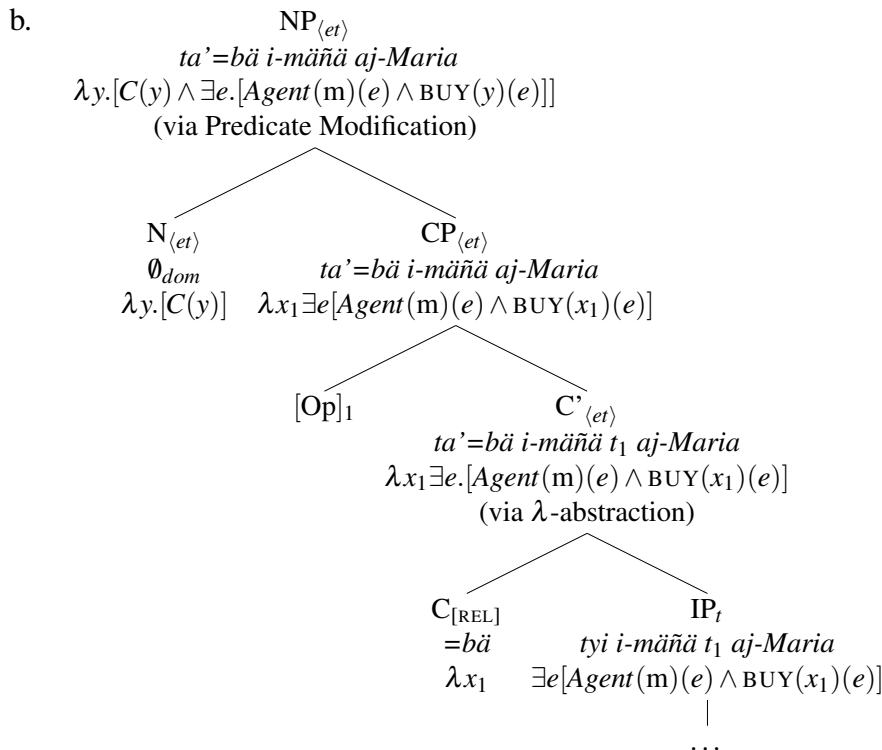 b. NP⟨et⟩
ta’=bä i-mäñä aj-Maria
λy.[C(y) ∧ ∃e.[Agent(m)(e) ∧ BUY(y)(e)]]
(via Predicate Modification)
N⟨et⟩ CP⟨et⟩
∅dom ta’=bä i-mäñä aj-Maria
λy.[C(y)] λx₁∃e[Agent(m)(e) ∧ BUY(x₁)(e)]
[Op]₁ C’⟨et⟩
ta’=bä i-mäñä t₁ aj-Maria
λx₁∃e.[Agent(m)(e) ∧ BUY(x₁)(e)]
(via λ-abstraction)
C[REL] IPt
=bä tyi i-mäñä t₁ aj-Maria
λx₁ ∃e[Agent(m)(e) ∧ BUY(x₁)(e)]
...